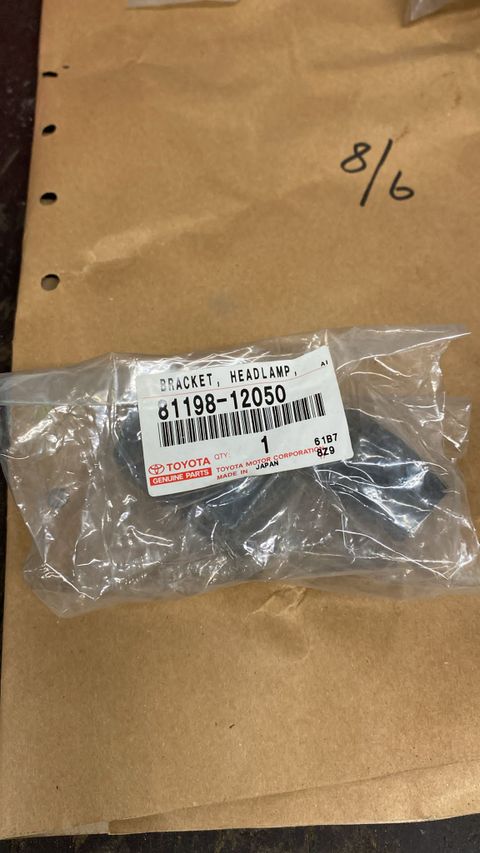 8/6
BRACKET, HEADLAMP, A1
81198-12050
QTY. 1 61B7
TOYOTA TOYOTA MOTOR CORPORATION 8Z9
GENUINE PARTS MADE IN JAPAN